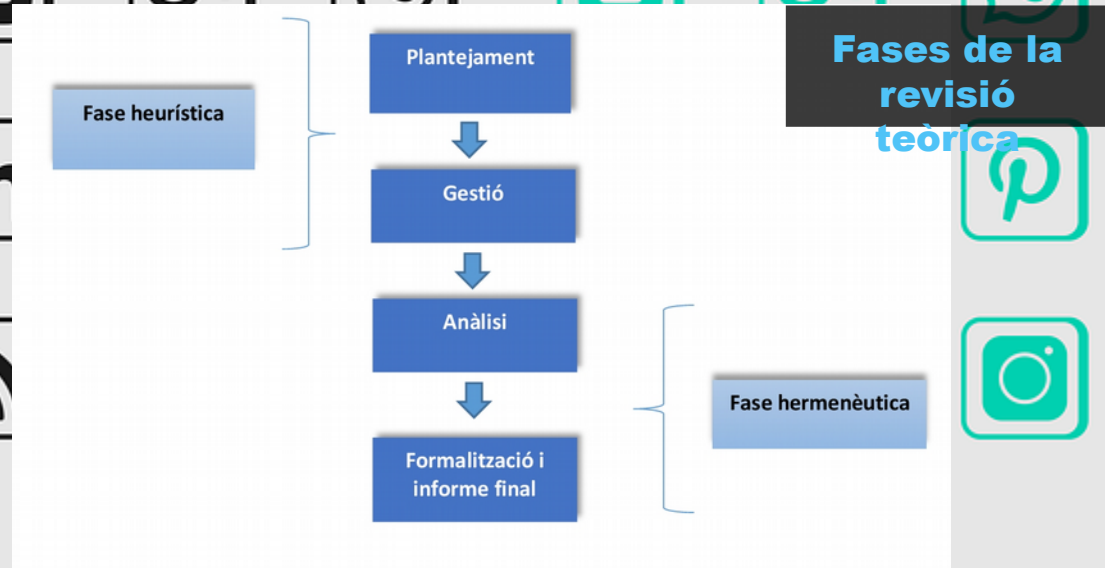 Fases de la
revisió
teòrica
Plantejament
Fase heurística
Gestió
Anàlisi
Fase hermenèutica
Formalització i
informe final